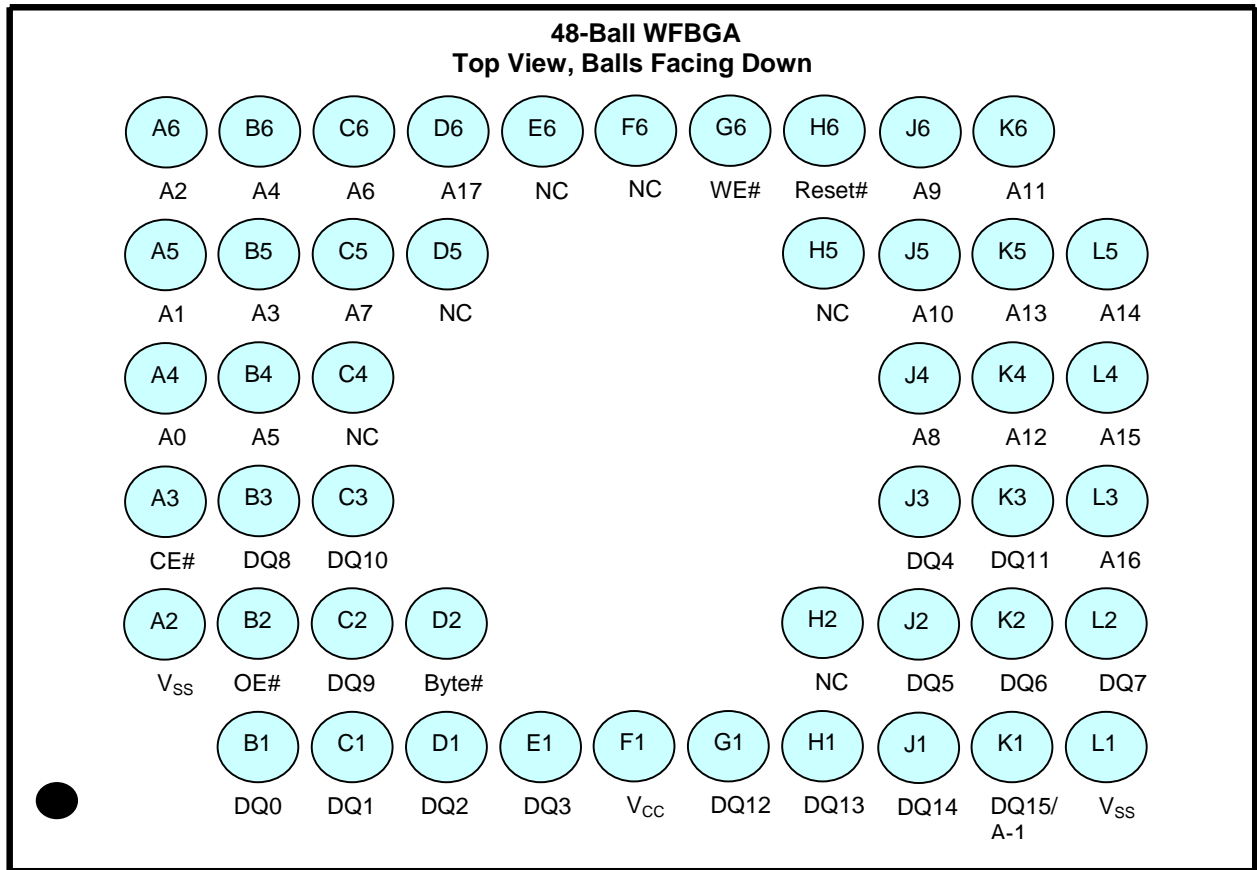 48-Ball WFBGA
Top View, Balls Facing Down
A6 B6 C6 D6 E6 F6 G6 H6 J6 K6
A2 A4 A6 A17 NC NC WE# Reset# A9 A11
A5 B5 C5 D5 H5 J5 K5 L5
A1 A3 A7 NC NC A10 A13 A14
A4 B4 C4 J4 K4 L4
A0 A5 NC A8 A12 A15
A3 B3 C3 J3 K3 L3
CE# DQ8 DQ10 DQ4 DQ11 A16
A2 B2 C2 D2 H2 J2 K2 L2
VSS OE# DQ9 Byte# NC DQ5 DQ6 DQ7
B1 C1 D1 E1 F1 G1 H1 J1 K1 L1
DQ0 DQ1 DQ2 DQ3 VCC DQ12 DQ13 DQ14 DQ15/ VSS
A-1